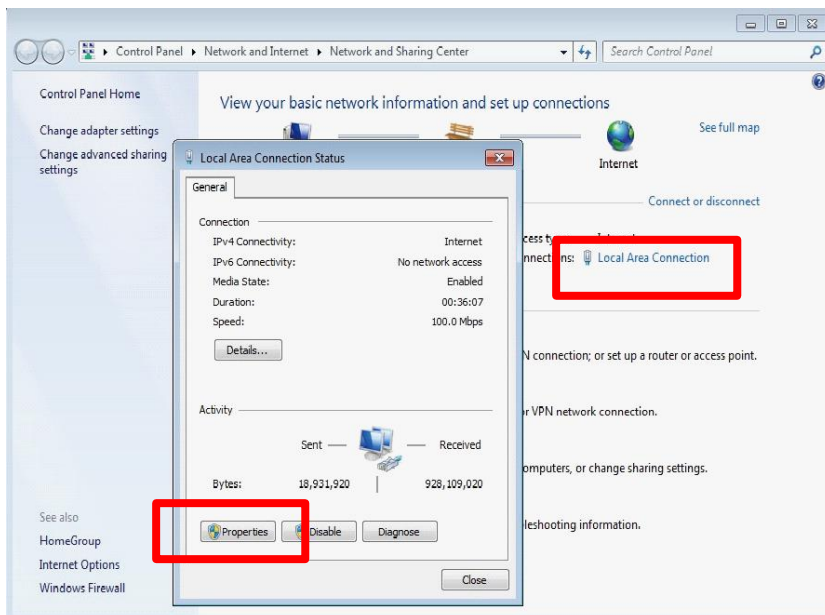 Control Panel ▸ Network and Internet ▸ Network and Sharing Center
Search Control Panel
Control Panel Home
Change adapter settings
Change advanced sharing
settings
See also
HomeGroup
Internet Options
Windows Firewall
View your basic network information and set up connections
See full map
Internet
Connect or disconnect
Local Area Connection
N connection; or set up a router or access point.
or VPN network connection.
omputers, or change sharing settings.
leshooting information.
Local Area Connection Status
General
Connection
IPv4 Connectivity: Internet
IPv6 Connectivity: No network access
Media State: Enabled
Duration: 00:36:07
Speed: 100.0 Mbps
Details...
Activity
Sent Received
Bytes: 18,931,920 928,109,020
Properties Disable Diagnose
Close